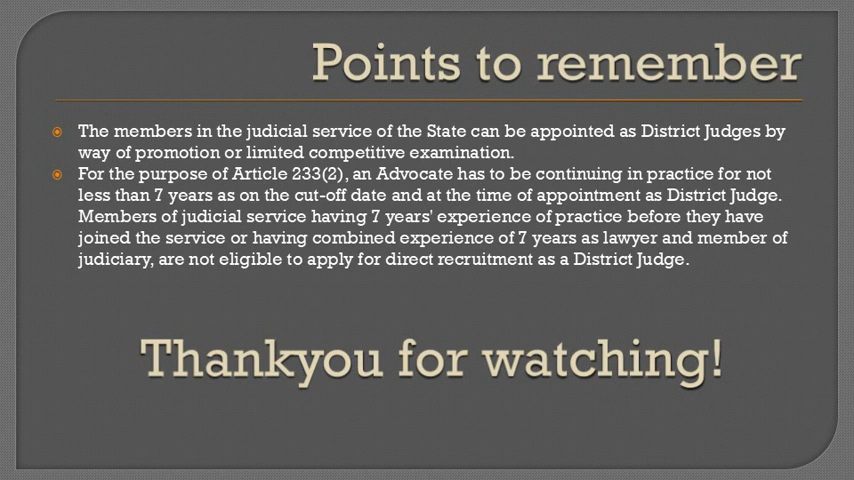 Points to remember
The members in the judicial service of the State can be appointed as District Judges by
way of promotion or limited competitive examination.
For the purpose of Article 233(2), an Advocate has to be continuing in practice for not
less than 7 years as on the cut-off date and at the time of appointment as District Judge.
Members of judicial service having 7 years' experience of practice before they have
joined the service or having combined experience of 7 years as lawyer and member of
judiciary, are not eligible to apply for direct recruitment as a District Judge.
Thankyou for watching!